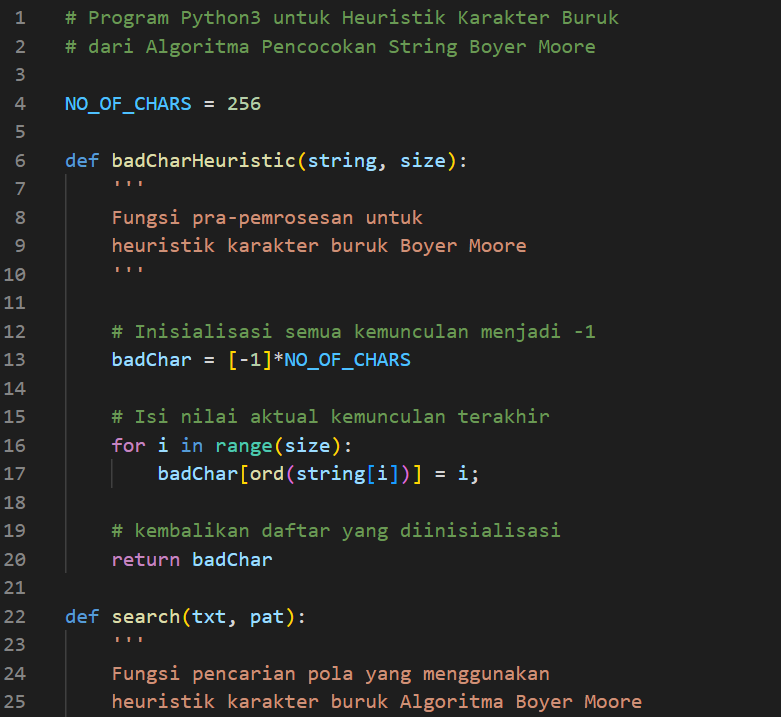 1 # Program Python3 untuk Heuristik Karakter Buruk
2 # dari Algoritma Pencocokan String Boyer Moore
3
4 NO_OF_CHARS = 256
5
6 def badCharHeuristic(string, size):
7     '''
8     Fungsi pra-pemrosesan untuk
9     heuristik karakter buruk Boyer Moore
10     '''
11
12     # Inisialisasi semua kemunculan menjadi -1
13     badChar = [-1]*NO_OF_CHARS
14
15     # Isi nilai aktual kemunculan terakhir
16     for i in range(size):
17         badChar[ord(string[i])] = i;
18
19     # kembalikan daftar yang diinisialisasi
20     return badChar
21
22 def search(txt, pat):
23     '''
24     Fungsi pencarian pola yang menggunakan
25     heuristik karakter buruk Algoritma Boyer Moore